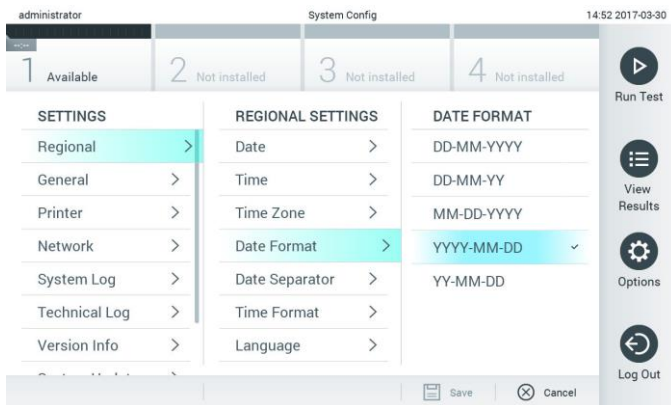 administrator System Config 14:52 2017-03-30
--:--
1 Available 2 Not installed 3 Not installed 4 Not installed
Run Test
SETTINGS REGIONAL SETTINGS DATE FORMAT
Regional Date DD-MM-YYYY
General Time DD-MM-YY
View
Results
Printer Time Zone MM-DD-YYYY
Network Date Format YYYY-MM-DD
System Log Date Separator YY-MM-DD
Options
Technical Log Time Format
Version Info Language
Log Out
Save Cancel